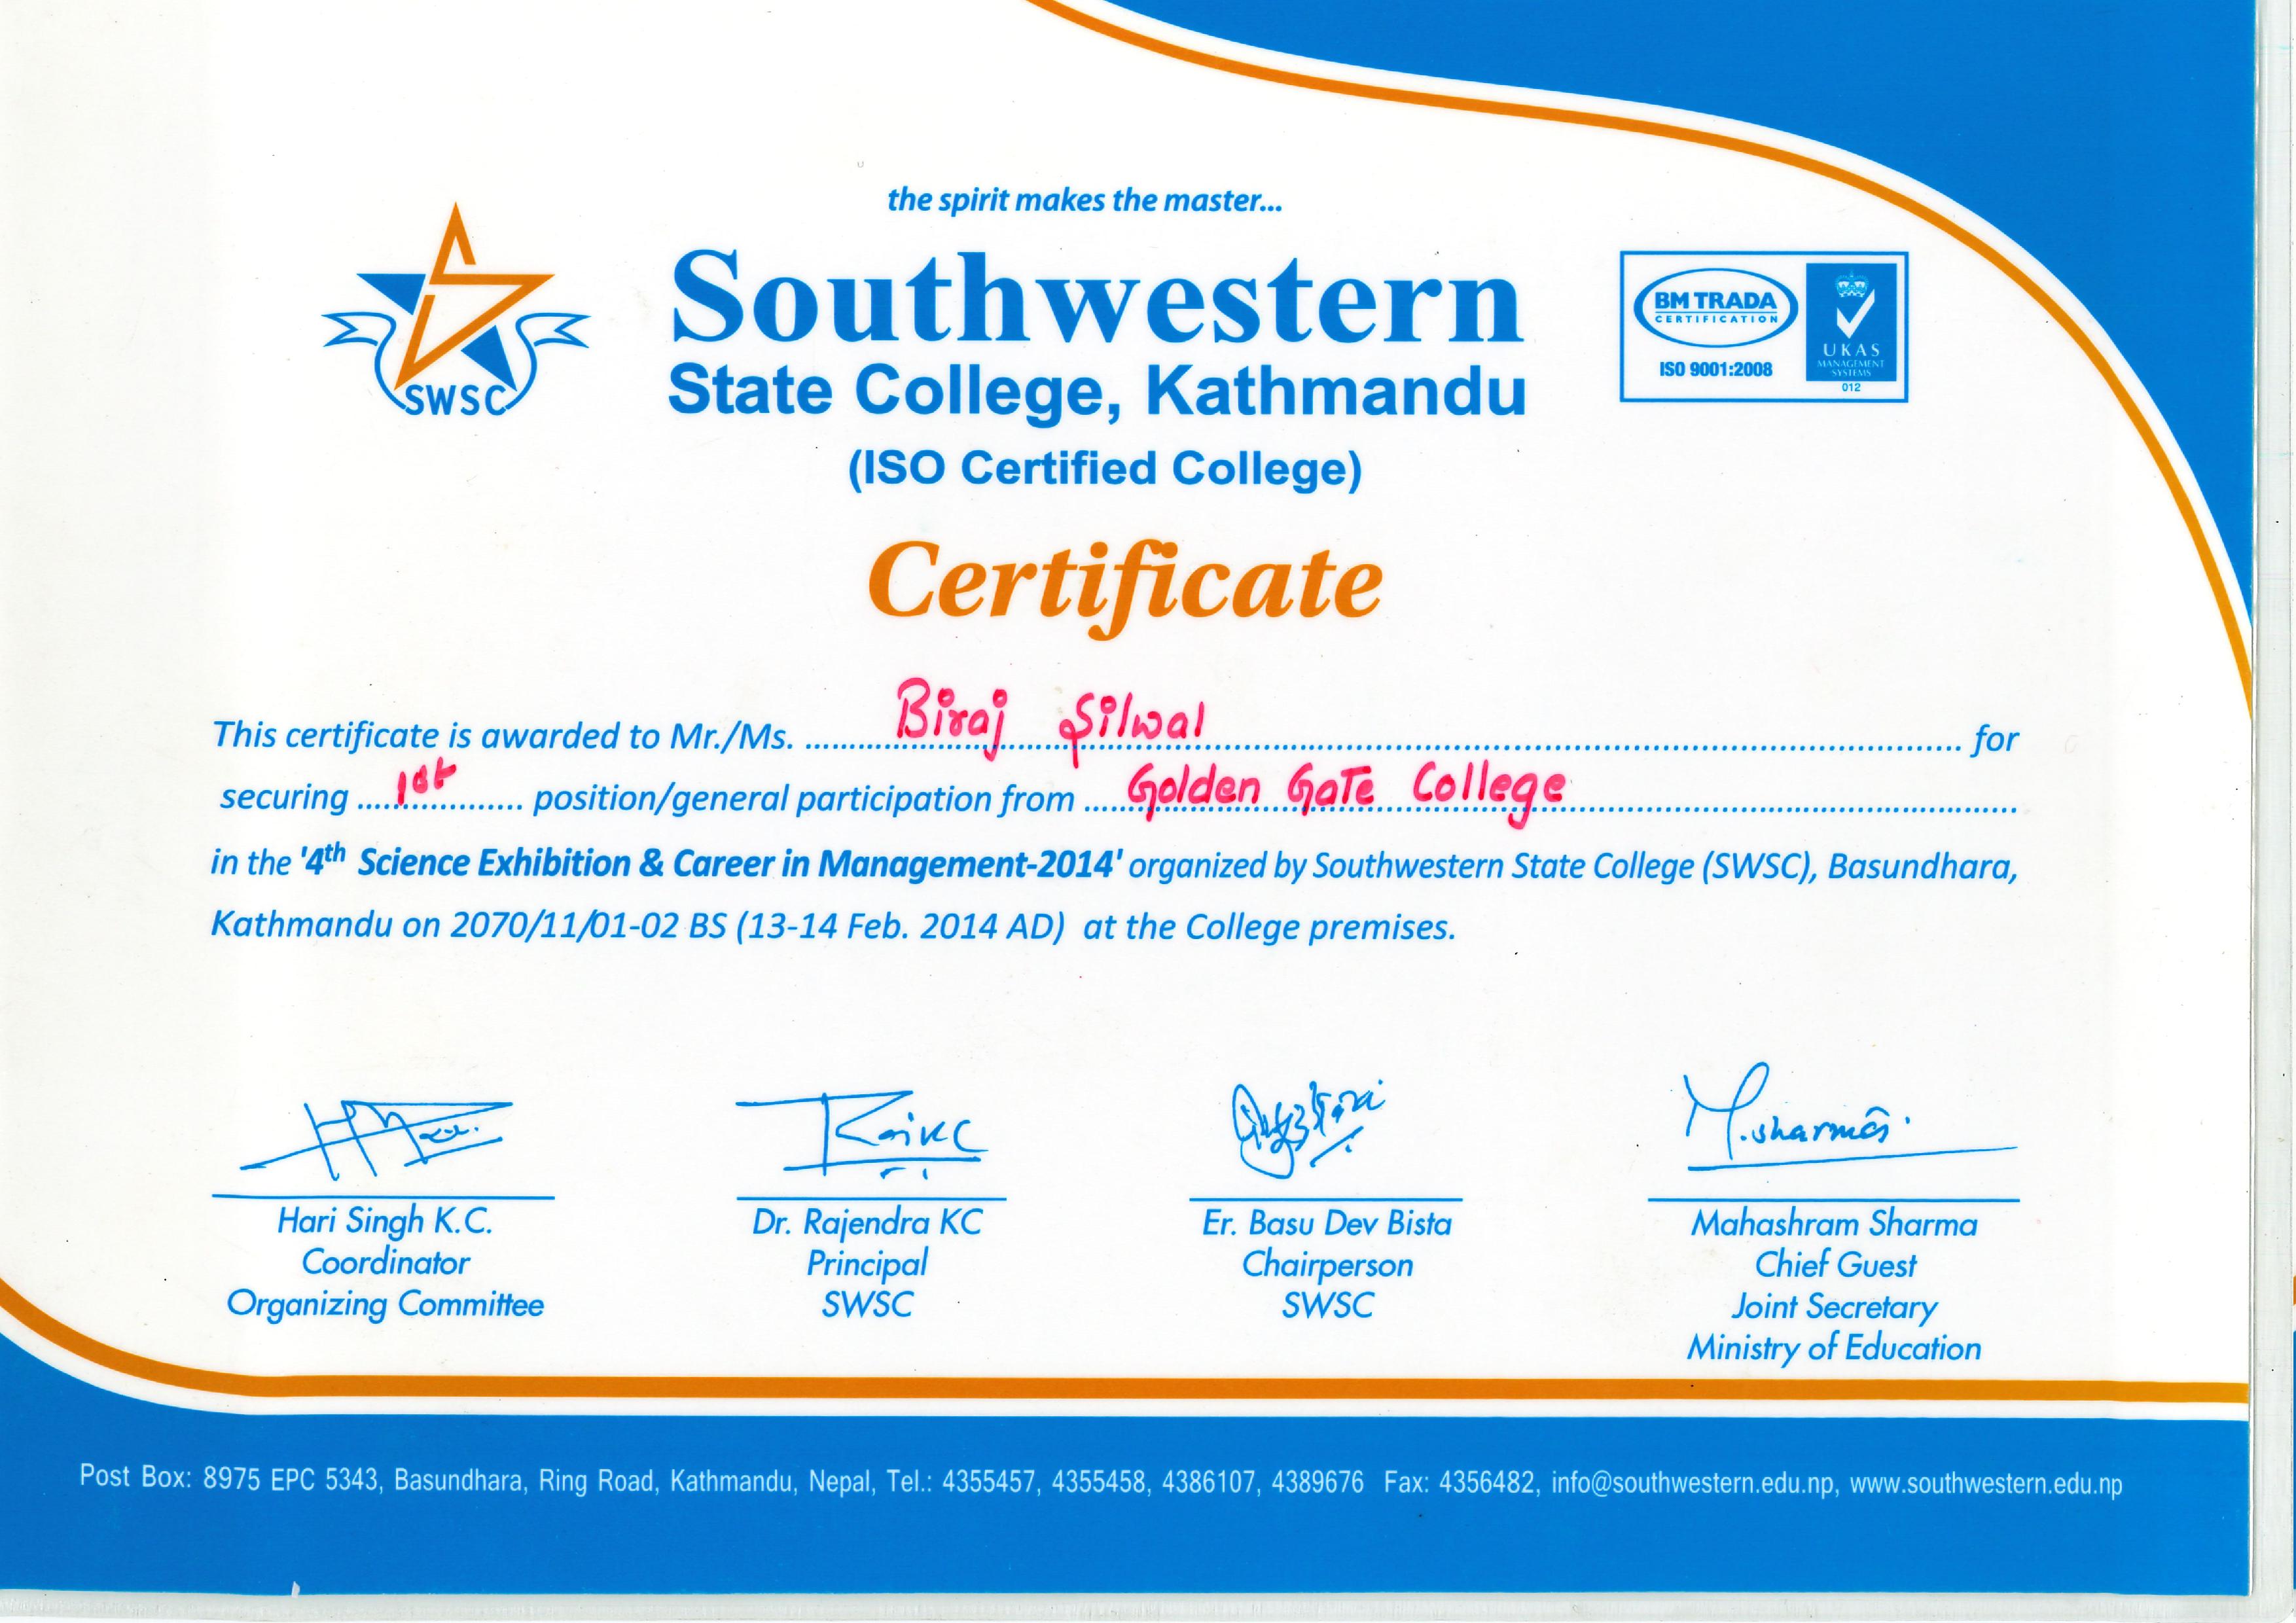 the spirit makes the master...
SWSC
Southwestern
State College, Kathmandu
(ISO Certified College)
BM TRADA
CERTIFICATION
ISO 9001:2008
UKAS
MANAGEMENT
SYSTEMS
012
Certificate
This certificate is awarded to Mr./Ms. Biraj Silwal for
securing 1st position/general participation from Golden Gate College
in the '4th Science Exhibition & Career in Management-2014' organized by Southwestern State College (SWSC), Basundhara,
Kathmandu on 2070/11/01-02 BS (13-14 Feb. 2014 AD) at the College premises.
M. Sharma
Hari Singh K.C.
Coordinator
Organizing Committee
Dr. Rajendra KC
Principal
SWSC
Er. Basu Dev Bista
Chairperson
SWSC
Mahashram Sharma
Chief Guest
Joint Secretary
Ministry of Education
Post Box: 8975 EPC 5343, Basundhara, Ring Road, Kathmandu, Nepal, Tel.: 4355457, 4355458, 4386107, 4389676 Fax: 4356482, info@southwestern.edu.np, www.southwestern.edu.np